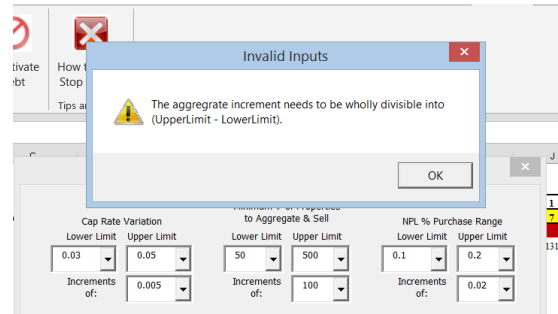 Invalid Inputs
How t
Stop
Tips a
The aggregrate increment needs to be wholly divisible into
(UpperLimit - LowerLimit).
OK
C
J
1
7
131
Cap Rate Variation
to Aggregate & Sell
NPL % Purchase Range
Lower Limit Upper Limit
Lower Limit Upper Limit
Lower Limit Upper Limit
0.03 0.05
50 500
0.1 0.2
Increments of: 0.005
Increments of: 100
Increments of: 0.02